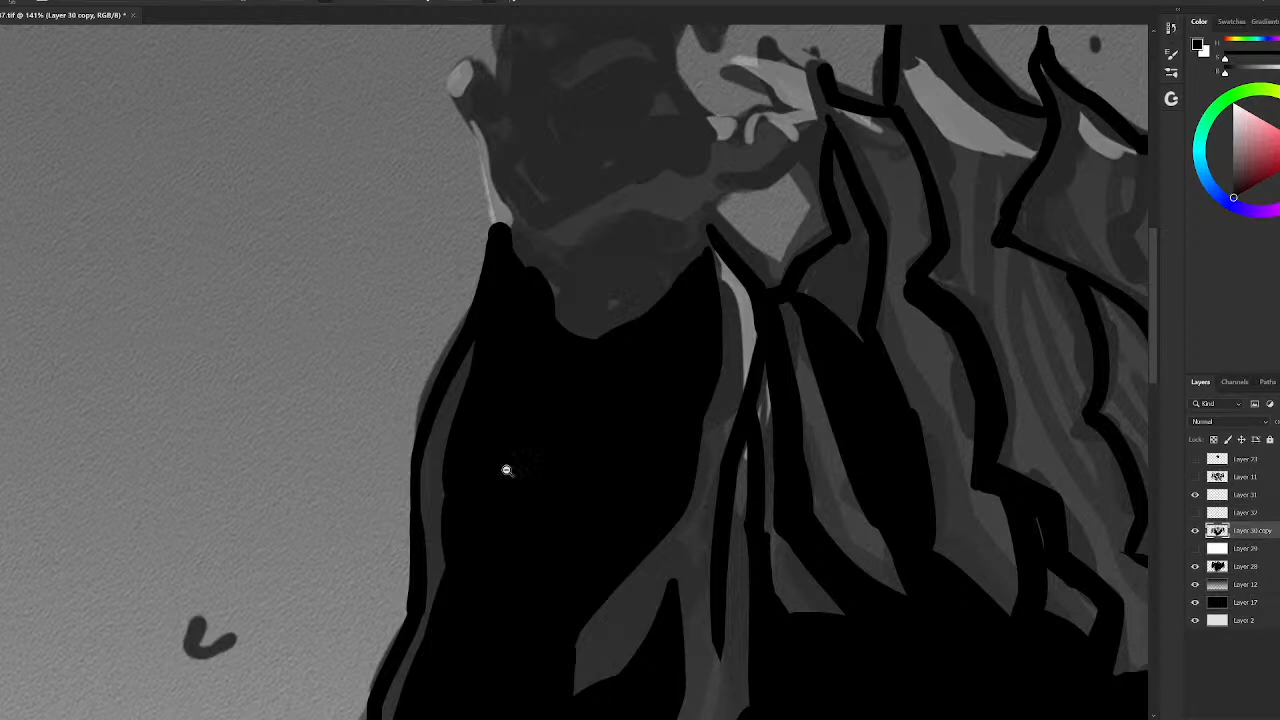 37.tif @ 141% (Layer 30 copy, RGB/8) * ×
Color Swatches Gradients
H
S
B
Layers Channels Paths
Kind
Normal
Lock:
Layer 23
Layer 11
Layer 31
Layer 32
Layer 30 copy
Layer 29
Layer 28
Layer 12
Layer 17
Layer 2